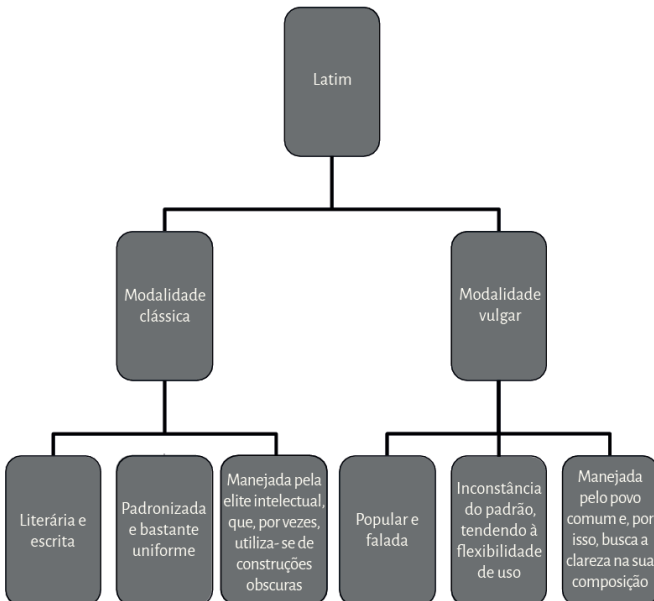 Latim
Modalidade
clássica
Modalidade
vulgar
Literária e
escrita
Padronizada
e bastante
uniforme
Manejada pela
elite intelectual,
que, por vezes,
utiliza-se de
construções
obscuras
Popular e
falada
Inconstância
do padrão,
tendendo à
flexibilidade
de uso
Manejada
pelo povo
comum e, por
isso, busca a
clareza na sua
composição